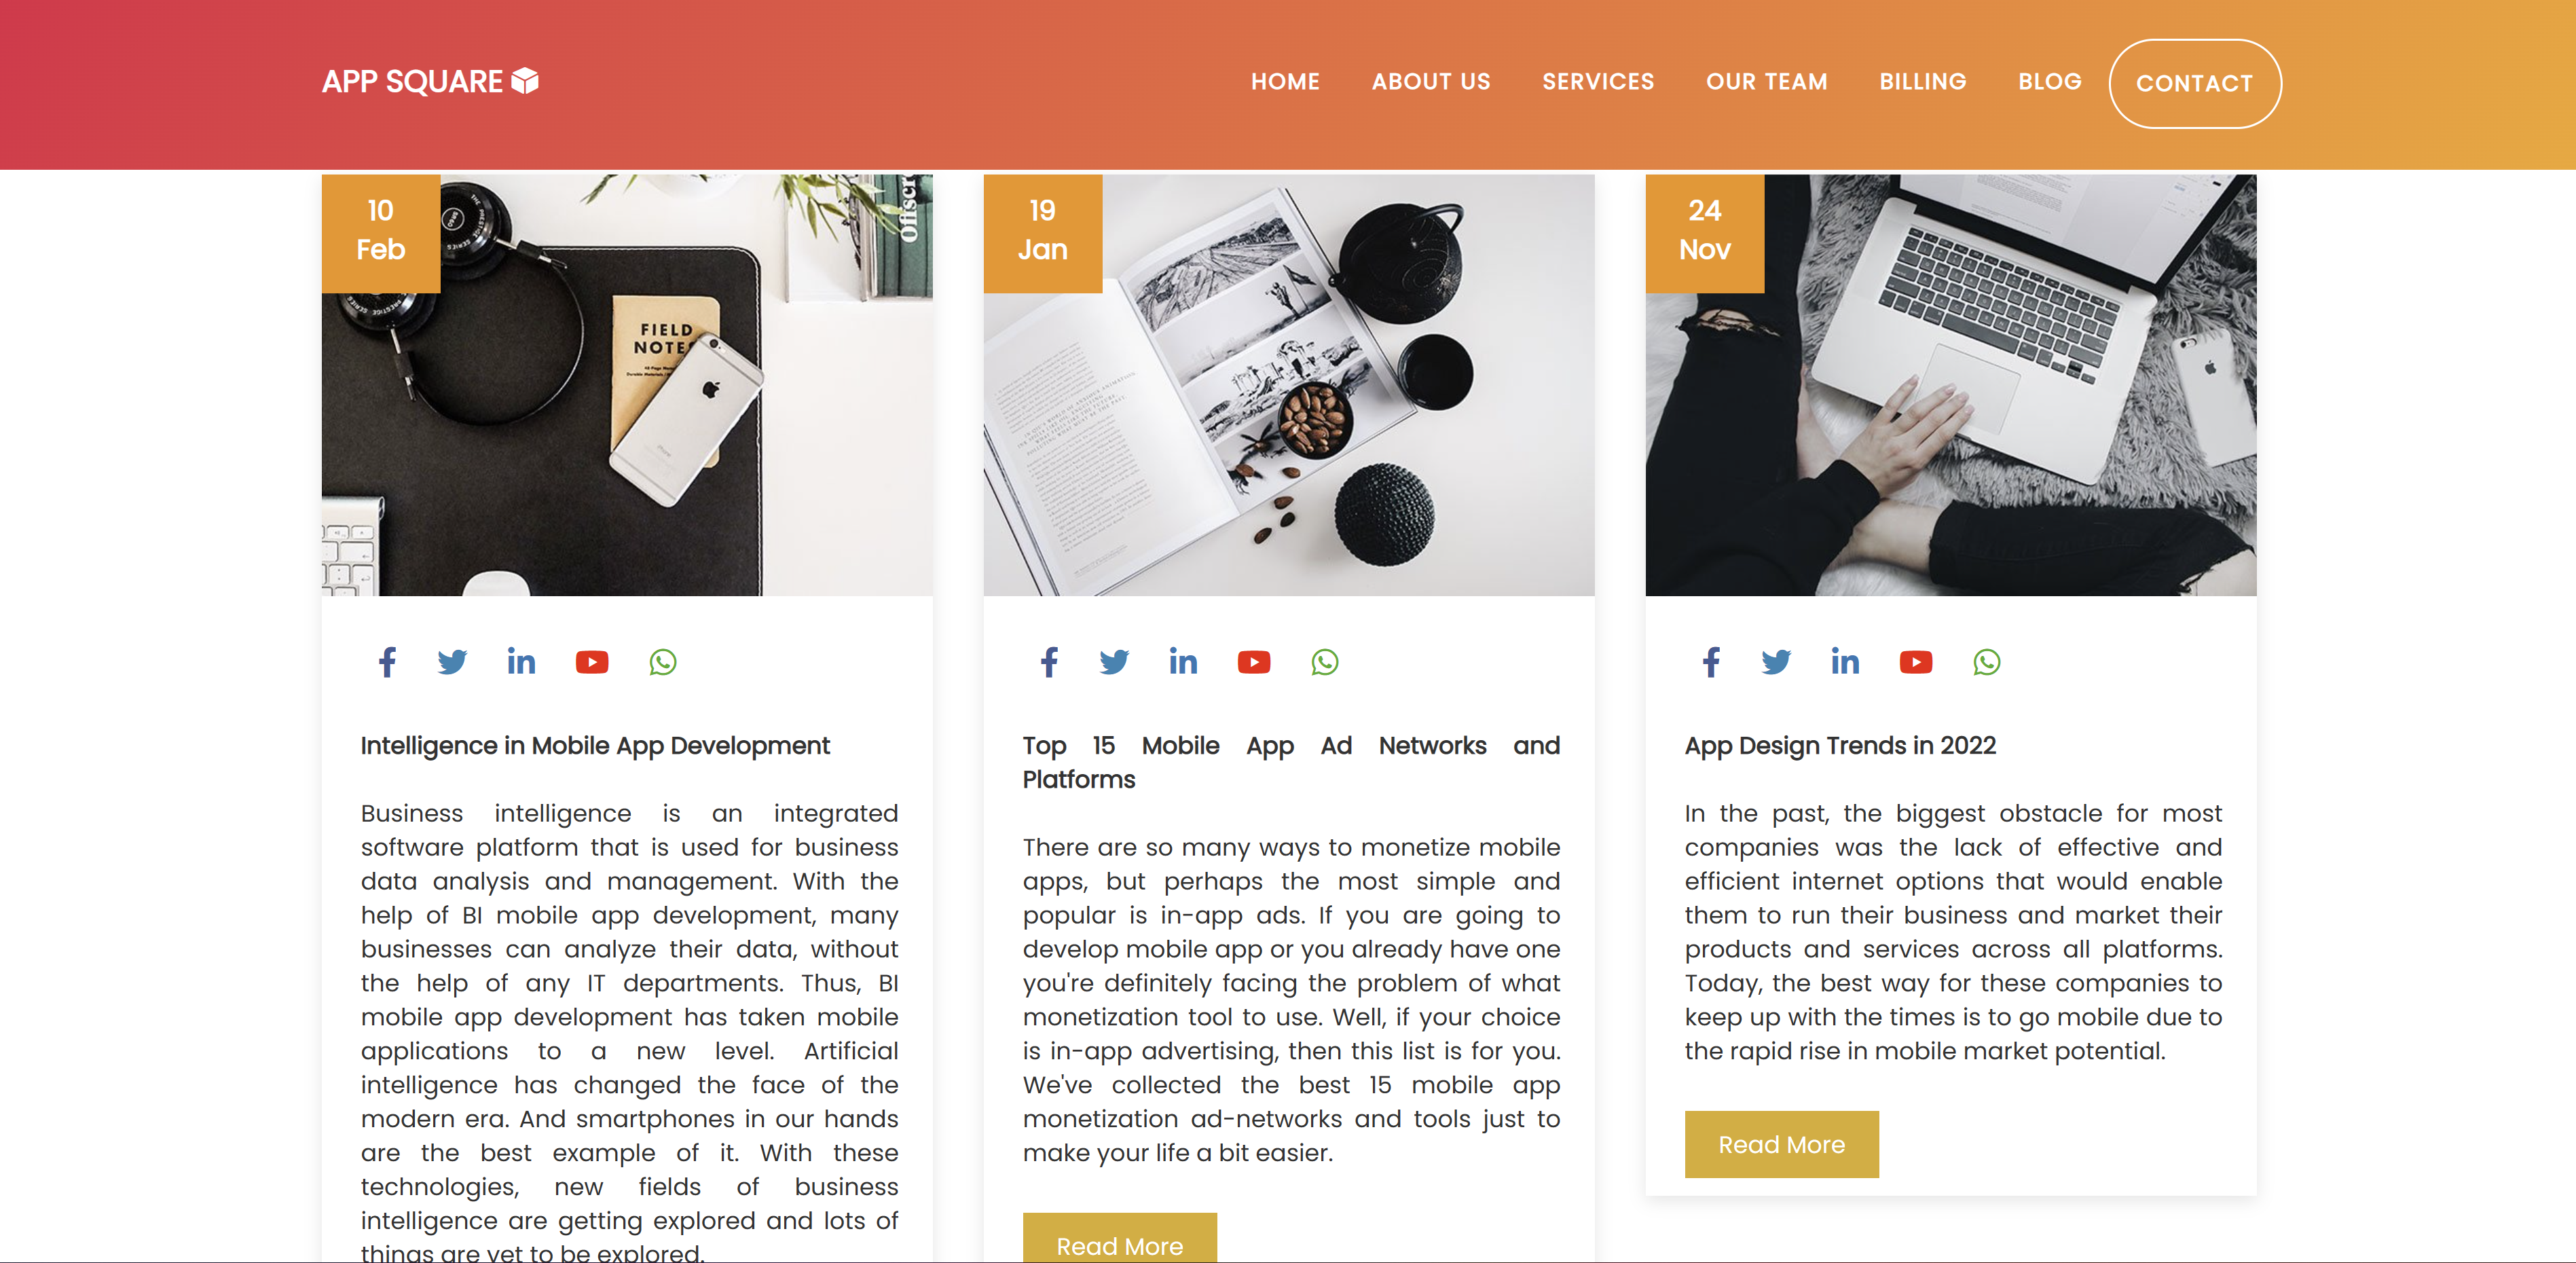 APP SQUARE
HOME ABOUT US SERVICES OUR TEAM BILLING BLOG CONTACT
10
Feb
Offscr
FIELD
NOTES
iPhone
Intelligence in Mobile App Development
Business intelligence is an integrated
software platform that is used for business
data analysis and management. With the
help of BI mobile app development, many
businesses can analyze their data, without
the help of any IT departments. Thus, BI
mobile app development has taken mobile
applications to a new level. Artificial
intelligence has changed the face of the
modern era. And smartphones in our hands
are the best example of it. With these
technologies, new fields of business
intelligence are getting explored and lots of
things are yet to be explored.
19
Jan
Top 15 Mobile App Ad Networks and
Platforms
There are so many ways to monetize mobile
apps, but perhaps the most simple and
popular is in-app ads. If you are going to
develop mobile app or you already have one
you're definitely facing the problem of what
monetization tool to use. Well, if your choice
is in-app advertising, then this list is for you.
We've collected the best 15 mobile app
monetization ad-networks and tools just to
make your life a bit easier.
Read More
24
Nov
App Design Trends in 2022
In the past, the biggest obstacle for most
companies was the lack of effective and
efficient internet options that would enable
them to run their business and market their
products and services across all platforms.
Today, the best way for these companies to
keep up with the times is to go mobile due to
the rapid rise in mobile market potential.
Read More